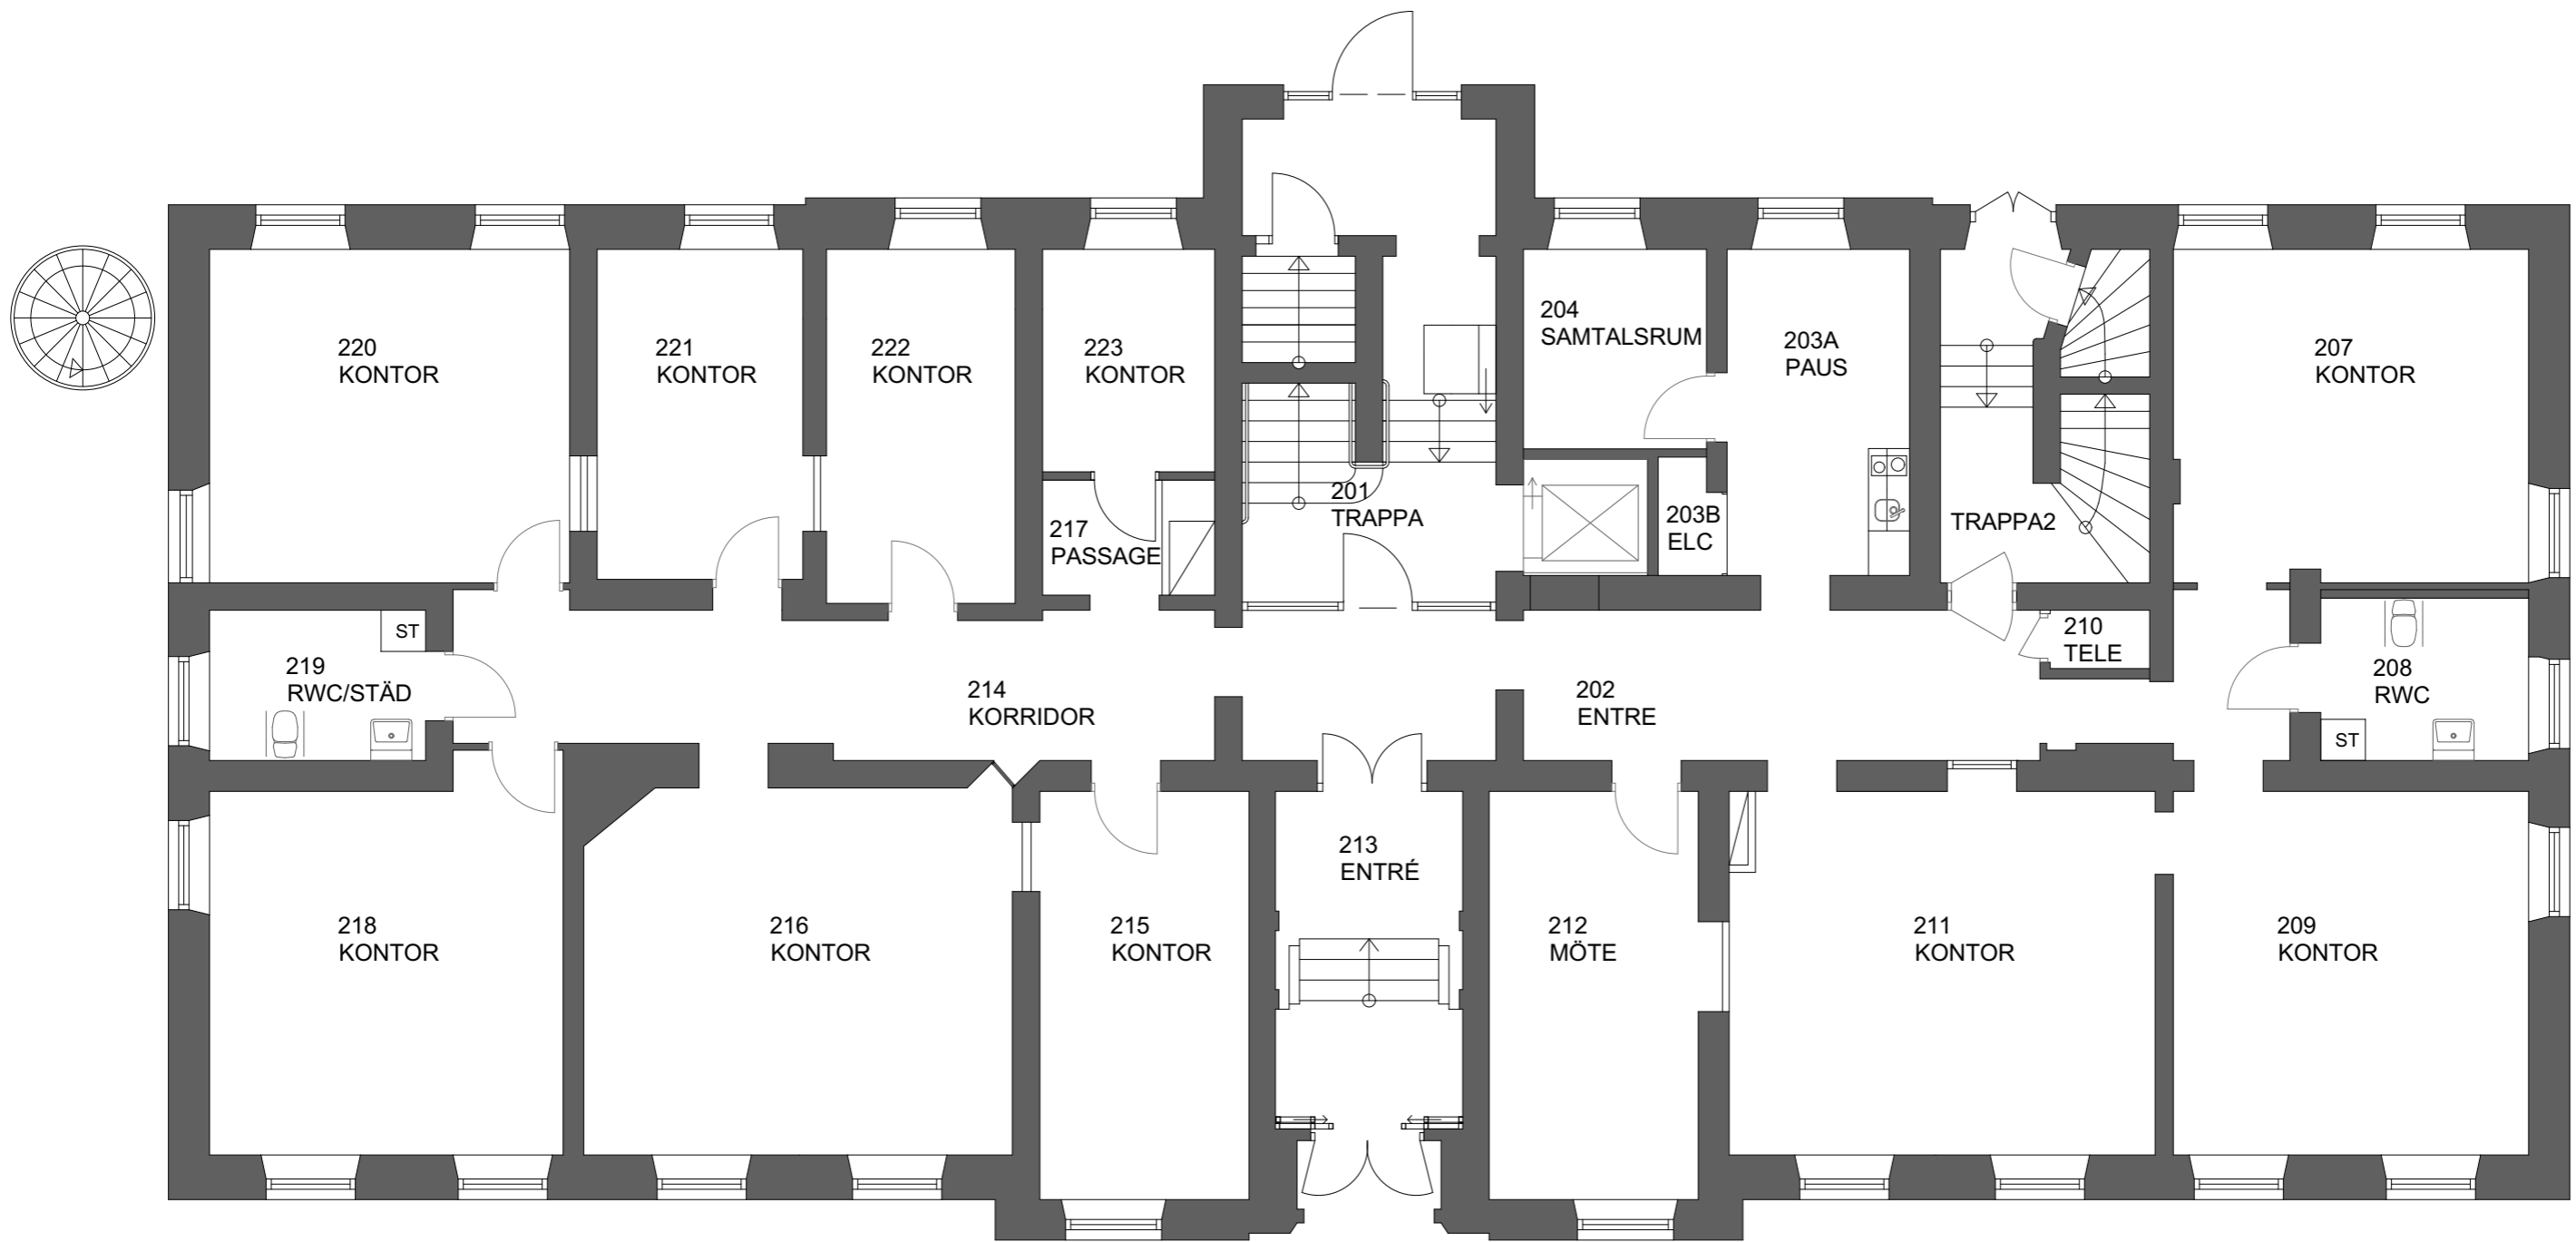 220
KONTOR
221
KONTOR
222
KONTOR
223
KONTOR
204
SAMTALSRUM
203A
PAUS
207
KONTOR
217
PASSAGE
201
TRAPPA
203B
ELC
TRAPPA2
ST
219
RWC/STÄD
214
KORRIDOR
202
ENTRE
210
TELE
208
RWC
ST
213
ENTRÉ
218
KONTOR
216
KONTOR
215
KONTOR
212
MÖTE
211
KONTOR
209
KONTOR